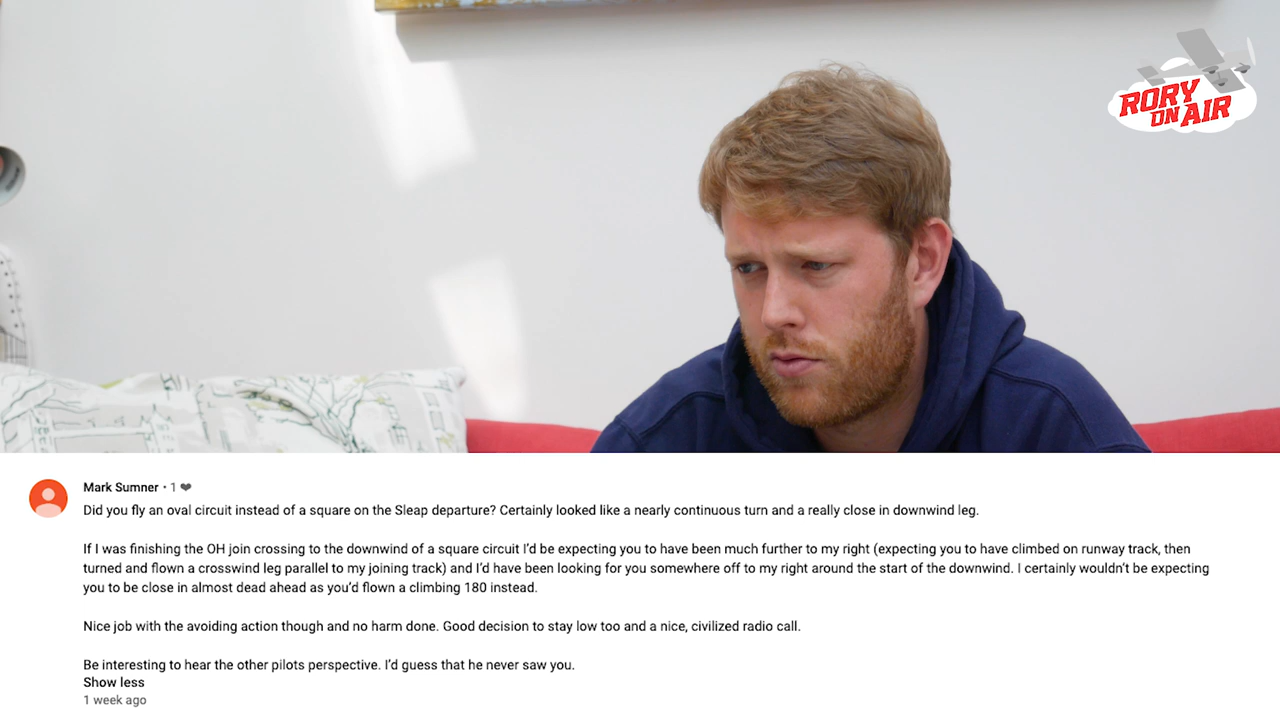 RORY
ON AIR
Mark Sumner • 1 ❤
Did you fly an oval circuit instead of a square on the Sleap departure? Certainly looked like a nearly continuous turn and a really close in downwind leg.
If I was finishing the OH join crossing to the downwind of a square circuit I'd be expecting you to have been much further to my right (expecting you to have climbed on runway track, then
turned and flown a crosswind leg parallel to my joining track) and I'd have been looking for you somewhere off to my right around the start of the downwind. I certainly wouldn't be expecting
you to be close in almost dead ahead as you'd flown a climbing 180 instead.
Nice job with the avoiding action though and no harm done. Good decision to stay low too and a nice, civilized radio call.
Be interesting to hear the other pilots perspective. I'd guess that he never saw you.
Show less
1 week ago